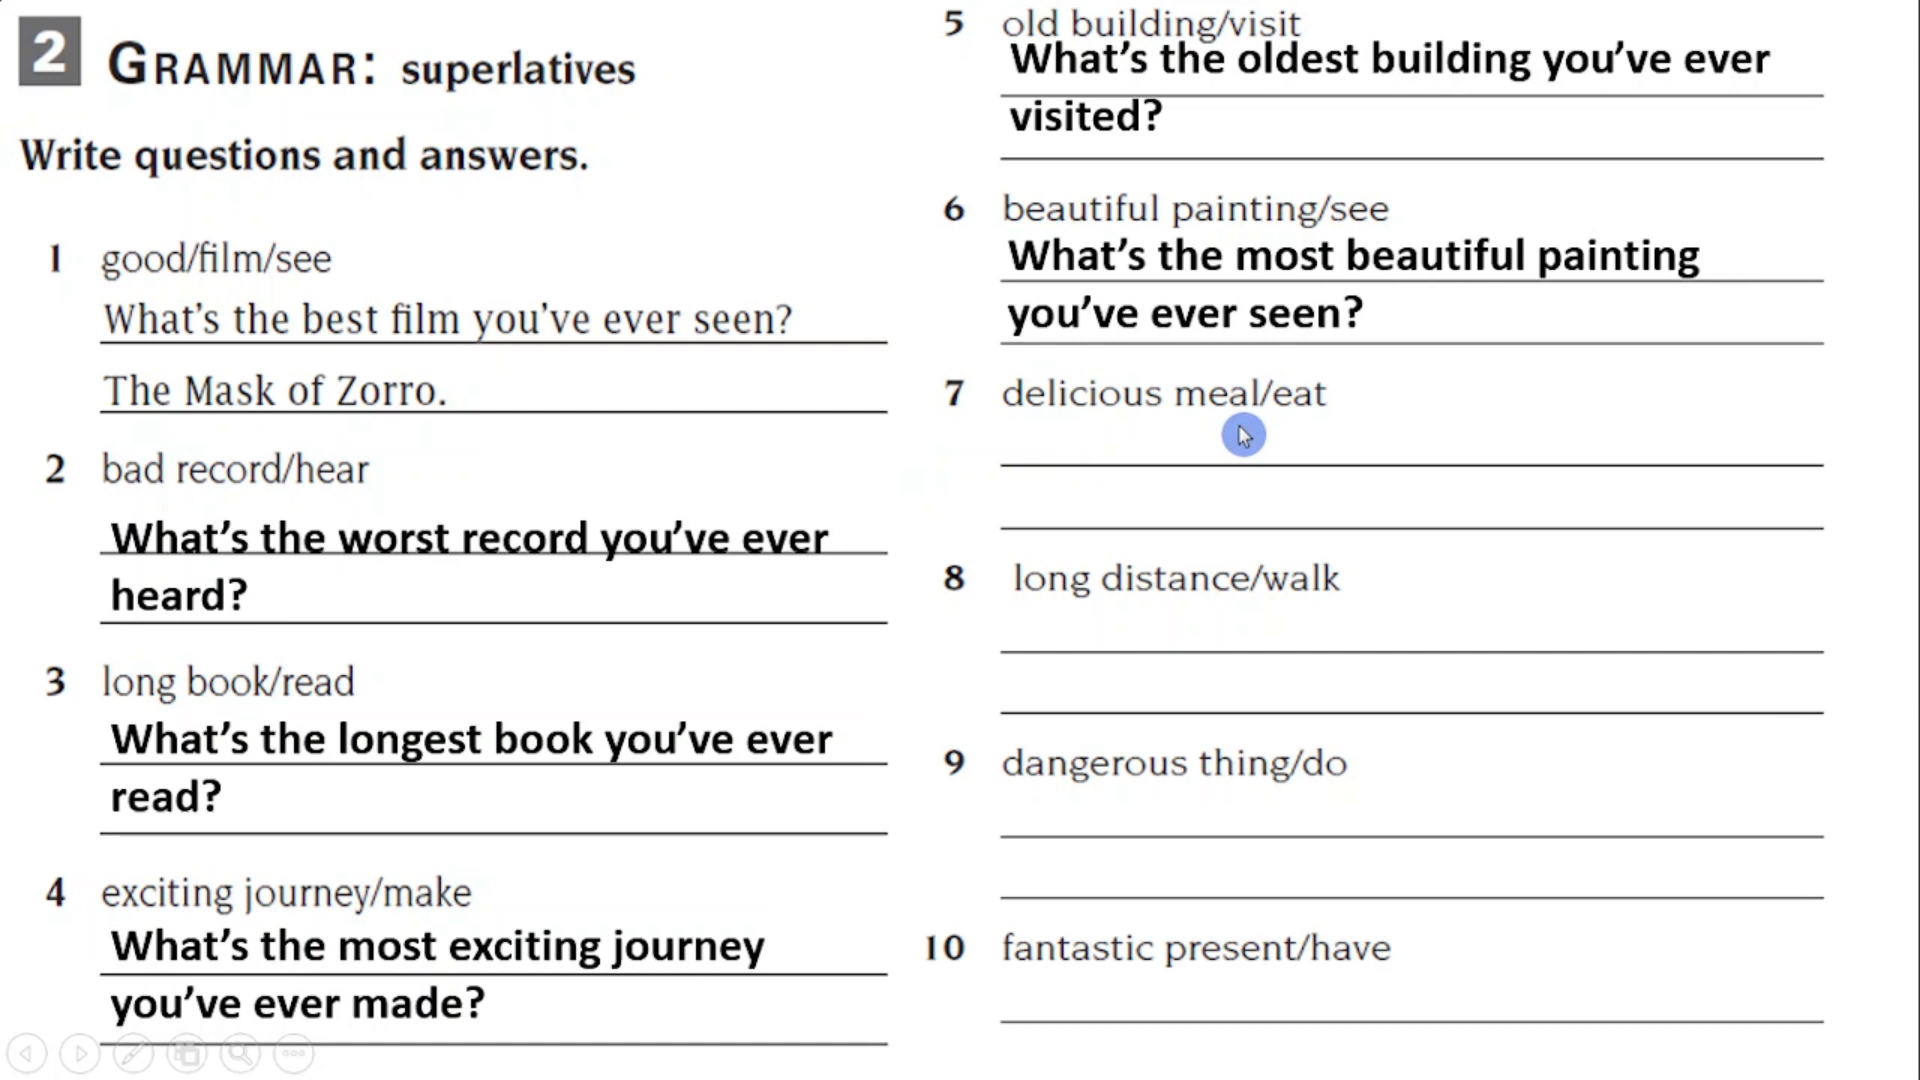 2 GRAMMAR: superlatives
Write questions and answers.
1 good/film/see
What's the best film you've ever seen?
The Mask of Zorro.
2 bad record/hear
What's the worst record you've ever
heard?
3 long book/read
What's the longest book you've ever
read?
4 exciting journey/make
What's the most exciting journey
you've ever made?
5 old building/visit
What's the oldest building you've ever
visited?
6 beautiful painting/see
What's the most beautiful painting
you've ever seen?
7 delicious meal/eat
8 long distance/walk
9 dangerous thing/do
10 fantastic present/have